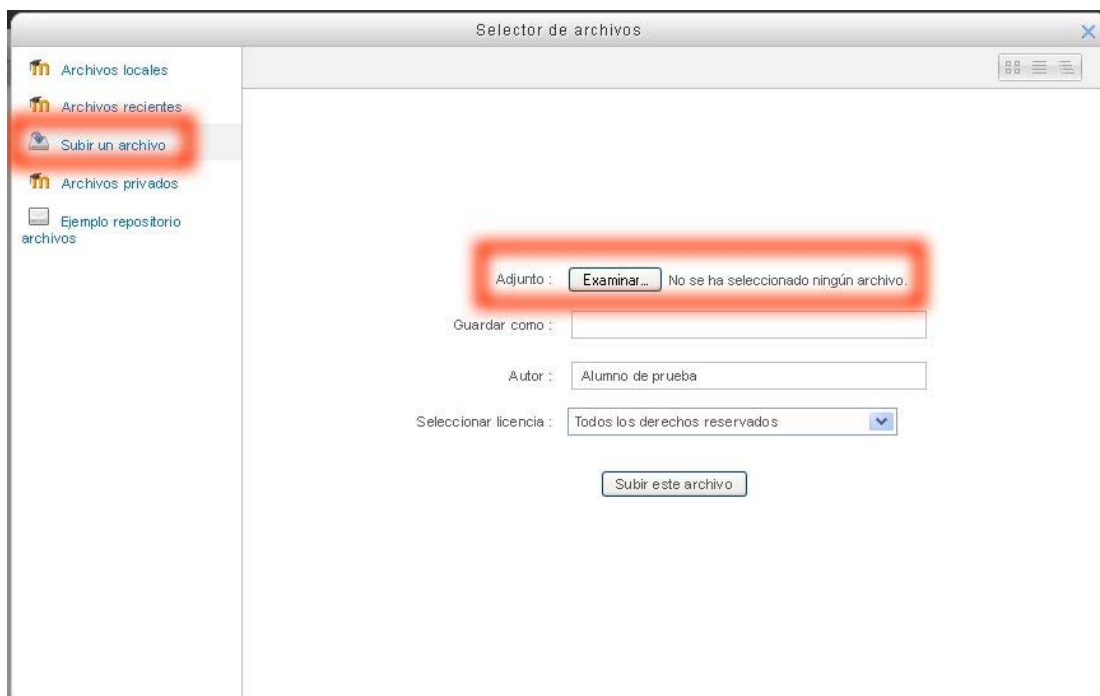 Selector de archivos
Archivos locales
Archivos recientes
Subir un archivo
Archivos privados
Ejemplo repositorio
archivos
Adjunto : Examinar... No se ha seleccionado ningún archivo.
Guardar como :
Autor : Alumno de prueba
Seleccionar licencia : Todos los derechos reservados
Subir este archivo